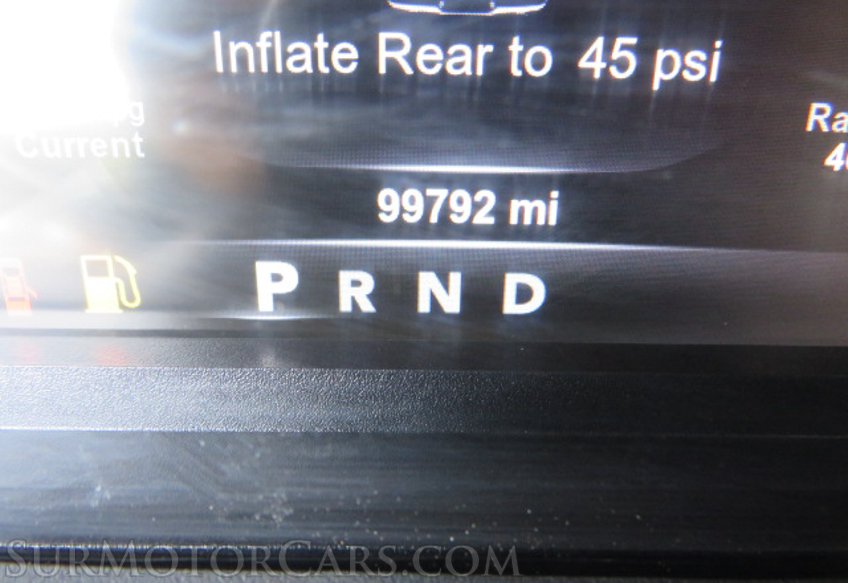 Inflate Rear to 45 psi
Current
99792 mi
P R N D
SURMOTORCARS.COM